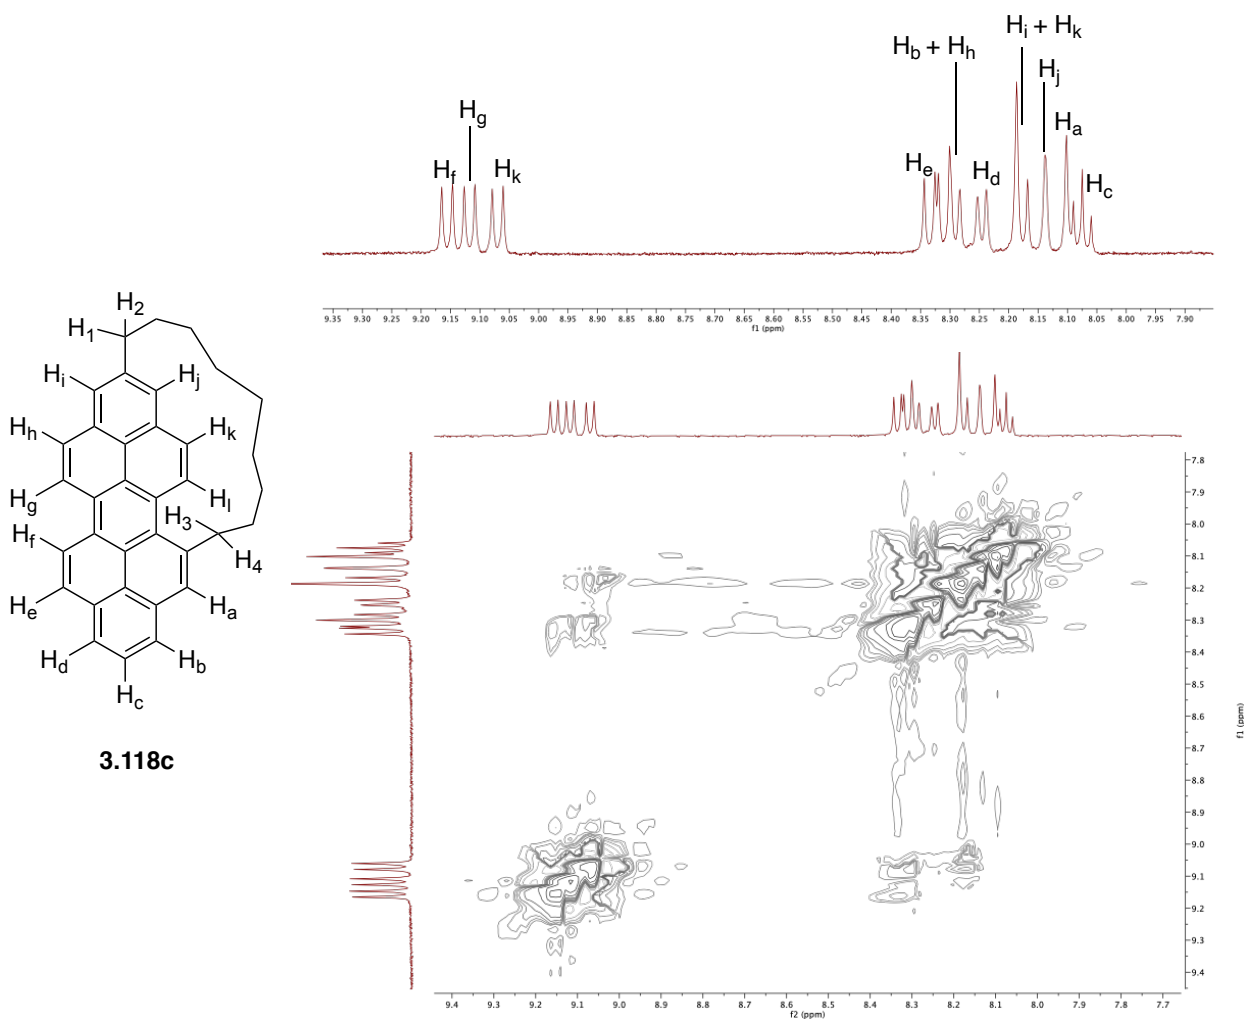 Hi + Hk
Hb + Hh
Hj
Hg
Ha
Hf
Hk
He
Hd
Hc
9.35 9.30 9.25 9.20 9.15 9.10 9.05 9.00 8.95 8.90 8.85 8.80 8.75 8.70 8.65 8.60 8.55 8.50 8.45 8.40 8.35 8.30 8.25 8.20 8.15 8.10 8.05 8.00 7.95 7.90
f1 (ppm)
H2
H1
Hi
Hj
Hh
Hk
Hg
Hl
H3
Hf
H4
He
Ha
Hd
Hb
Hc
3.118c
7.8
7.9
8.0
8.1
8.2
8.3
8.4
8.5
8.6
8.7
8.8
8.9
9.0
9.1
9.2
9.3
9.4
f1 (ppm)
9.4 9.3 9.2 9.1 9.0 8.9 8.8 8.7 8.6 8.5 8.4 8.3 8.2 8.1 8.0 7.9 7.8 7.7
f2 (ppm)